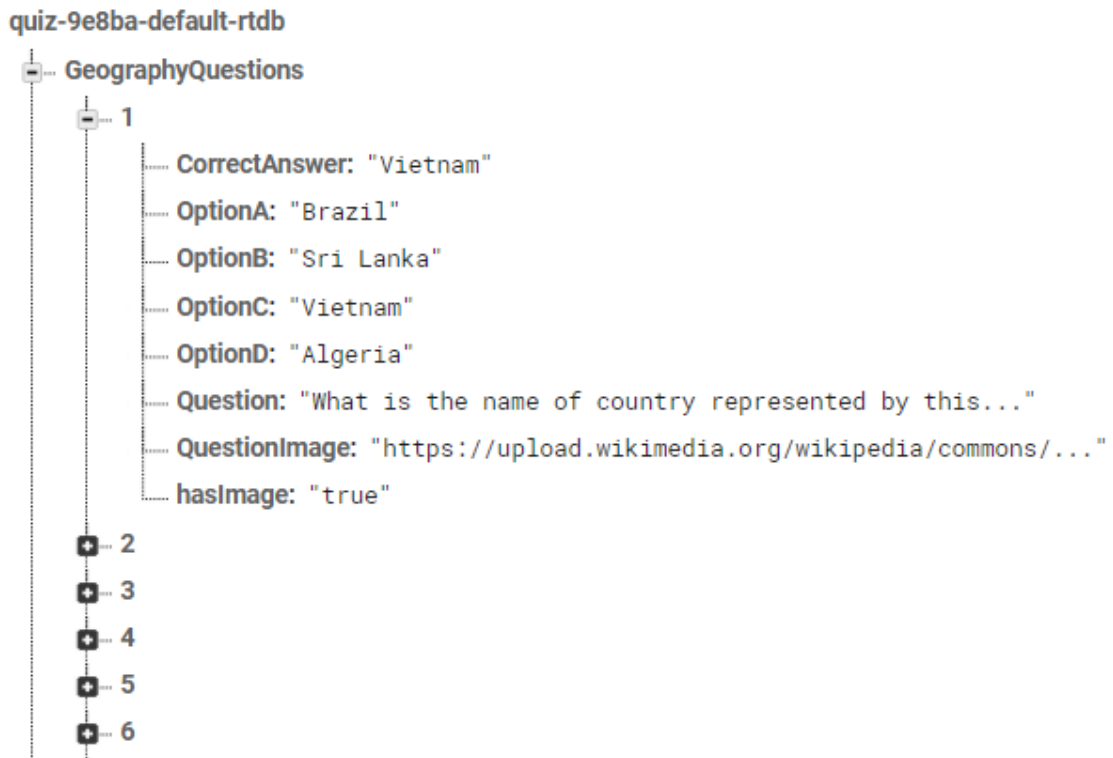 quiz-9e8ba-default-rtdb
GeographyQuestions
1
CorrectAnswer: "Vietnam"
OptionA: "Brazil"
OptionB: "Sri Lanka"
OptionC: "Vietnam"
OptionD: "Algeria"
Question: "What is the name of country represented by this..."
QuestionImage: "https://upload.wikimedia.org/wikipedia/commons/..."
hasImage: "true"
2
3
4
5
6